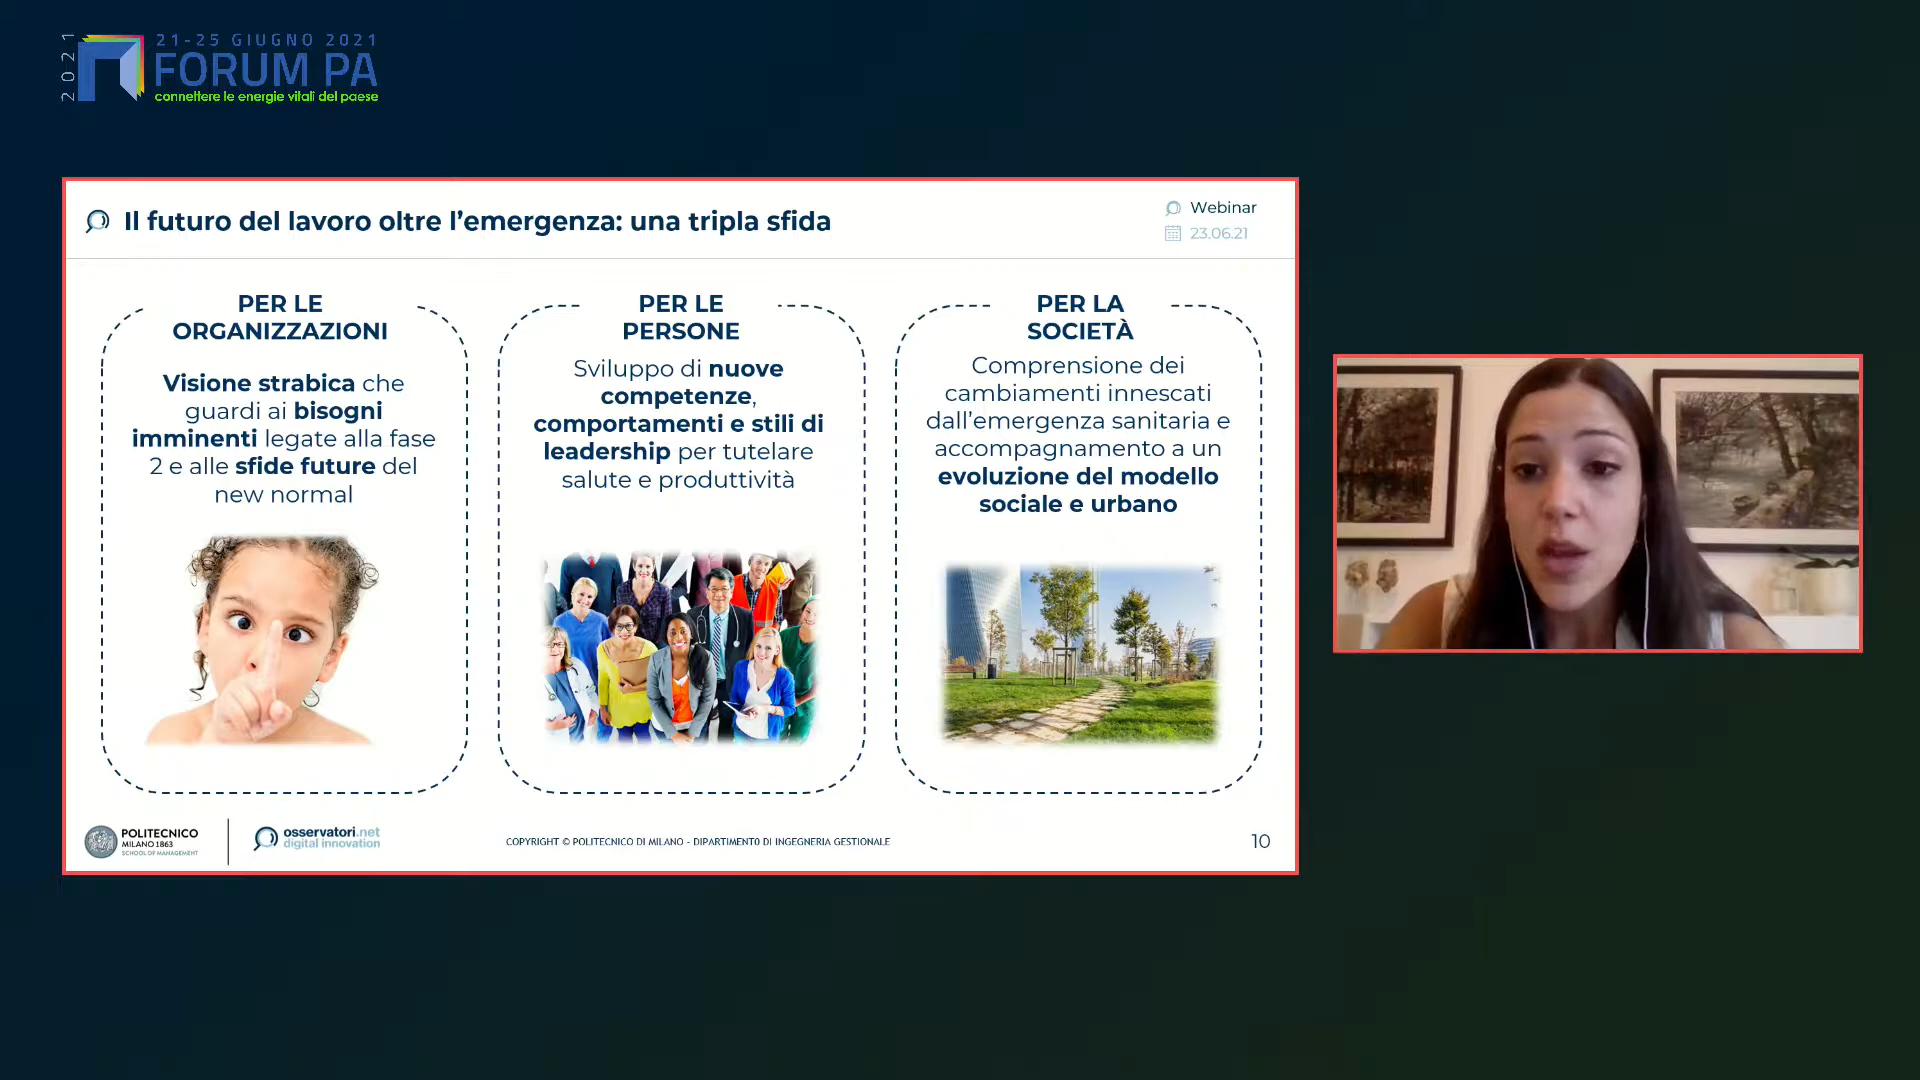 2021
21-25 GIUGNO 2021
FORUM PA
connettere le energie vitali del paese
Il futuro del lavoro oltre l’emergenza: una tripla sfida
Webinar
23.06.21
PER LE
ORGANIZZAZIONI
Visione strabica che
guardi ai bisogni
imminenti legate alla fase
2 e alle sfide future del
new normal
PER LE
PERSONE
Sviluppo di nuove
competenze,
comportamenti e stili di
leadership per tutelare
salute e produttività
PER LA
SOCIETÀ
Comprensione dei
cambiamenti innescati
dall’emergenza sanitaria e
accompagnamento a un
evoluzione del modello
sociale e urbano
POLITECNICO
MILANO 1863
SCHOOL OF MANAGEMENT
osservatori.net
digital innovation
COPYRIGHT © POLITECNICO DI MILANO - DIPARTIMENTO DI INGEGNERIA GESTIONALE
10